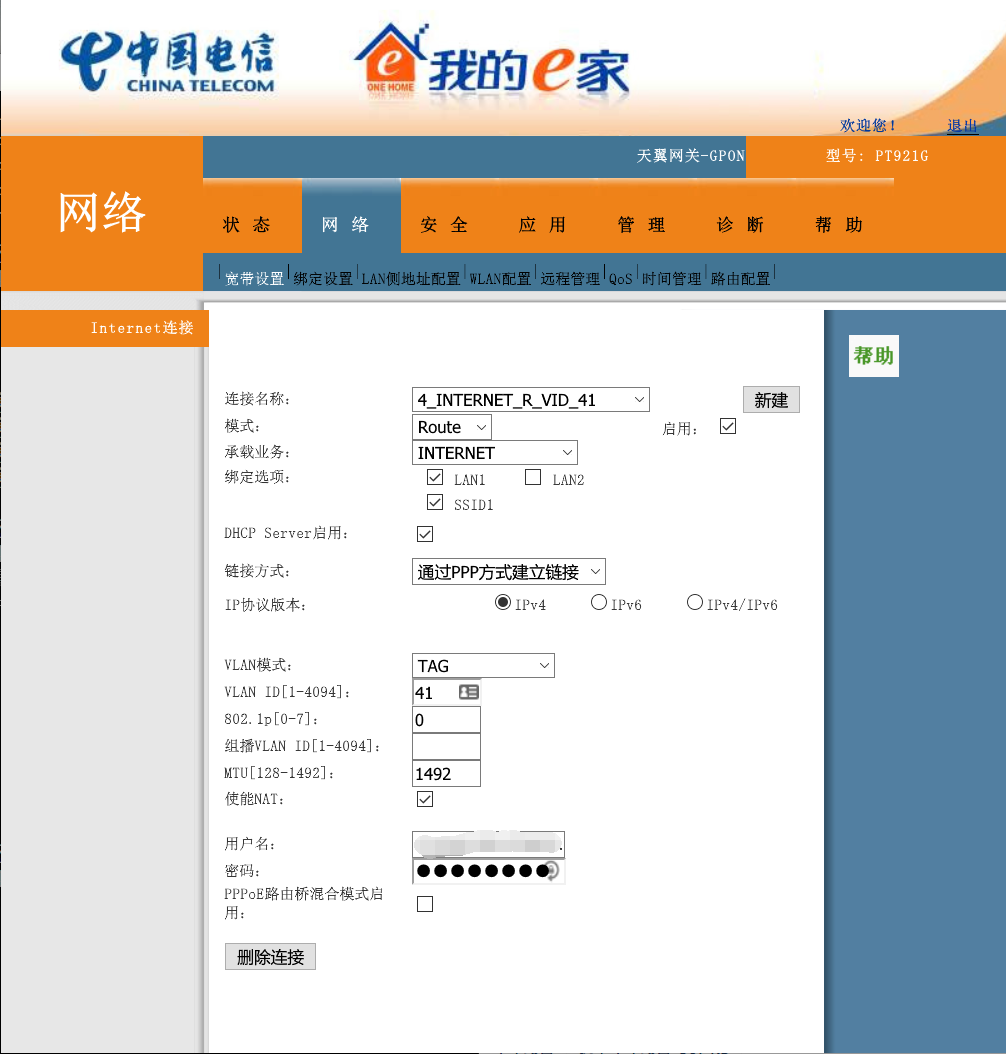 中国电信
CHINA TELECOM
我的e家
e
ONE HOME
欢迎您！ 退出
天翼网关-GPON 型号: PT921G
网络
状 态 网 络 安 全 应 用 管 理 诊 断 帮 助
宽带设置 绑定设置 LAN侧地址配置 WLAN配置 远程管理 QoS 时间管理 路由配置
Internet连接
帮助
连接名称: 4_INTERNET_R_VID_41 新建
模式: Route 启用:
承载业务: INTERNET
绑定选项: LAN1 LAN2
SSID1
DHCP Server启用:
链接方式: 通过PPP方式建立链接
IP协议版本: IPv4 IPv6 IPv4/IPv6
VLAN模式: TAG
VLAN ID[1-4094]: 41
802.1p[0-7]: 0
组播VLAN ID[1-4094]:
MTU[128-1492]: 1492
使能NAT:
用户名:
密码: ●●●●●●●●
PPPoE路由桥混合模式启
用:
删除连接